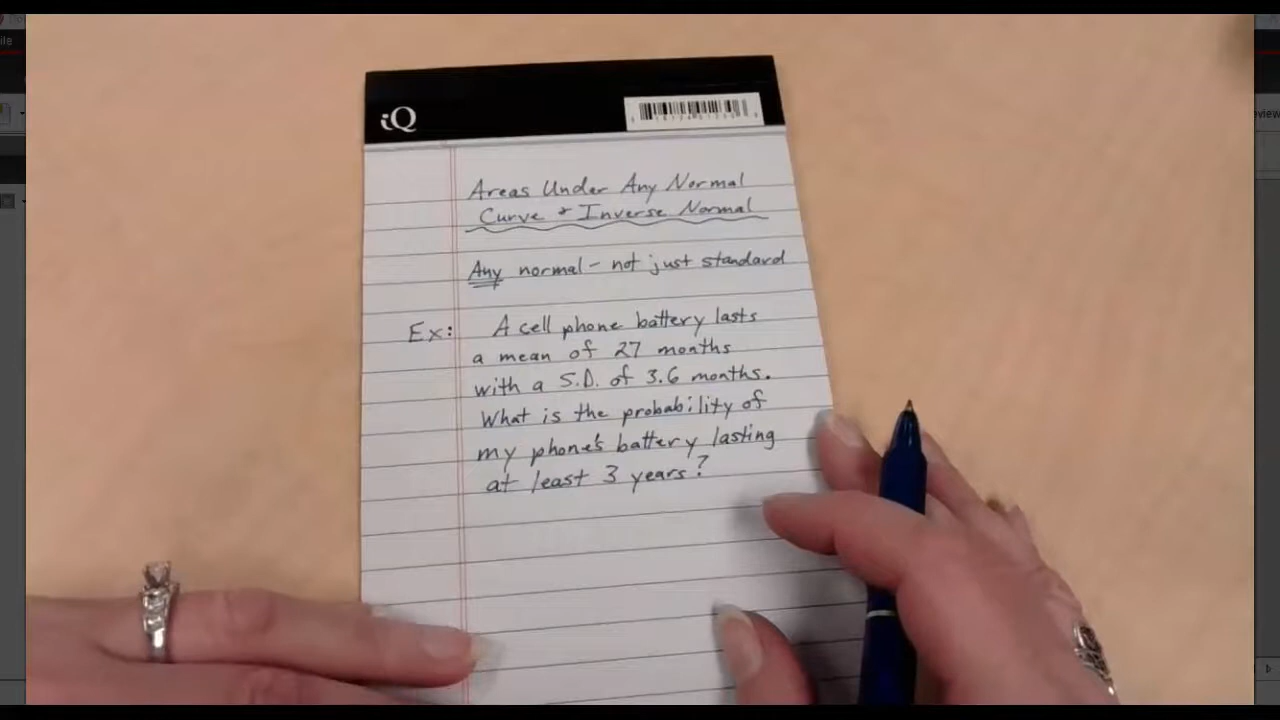 ile
eview
iQ
Areas Under Any Normal
Curve & Inverse Normal
Any normal - not just standard
Ex: A cell phone battery lasts
a mean of 27 months
with a S.D. of 3.6 months.
What is the probability of
my phone's battery lasting
at least 3 years?